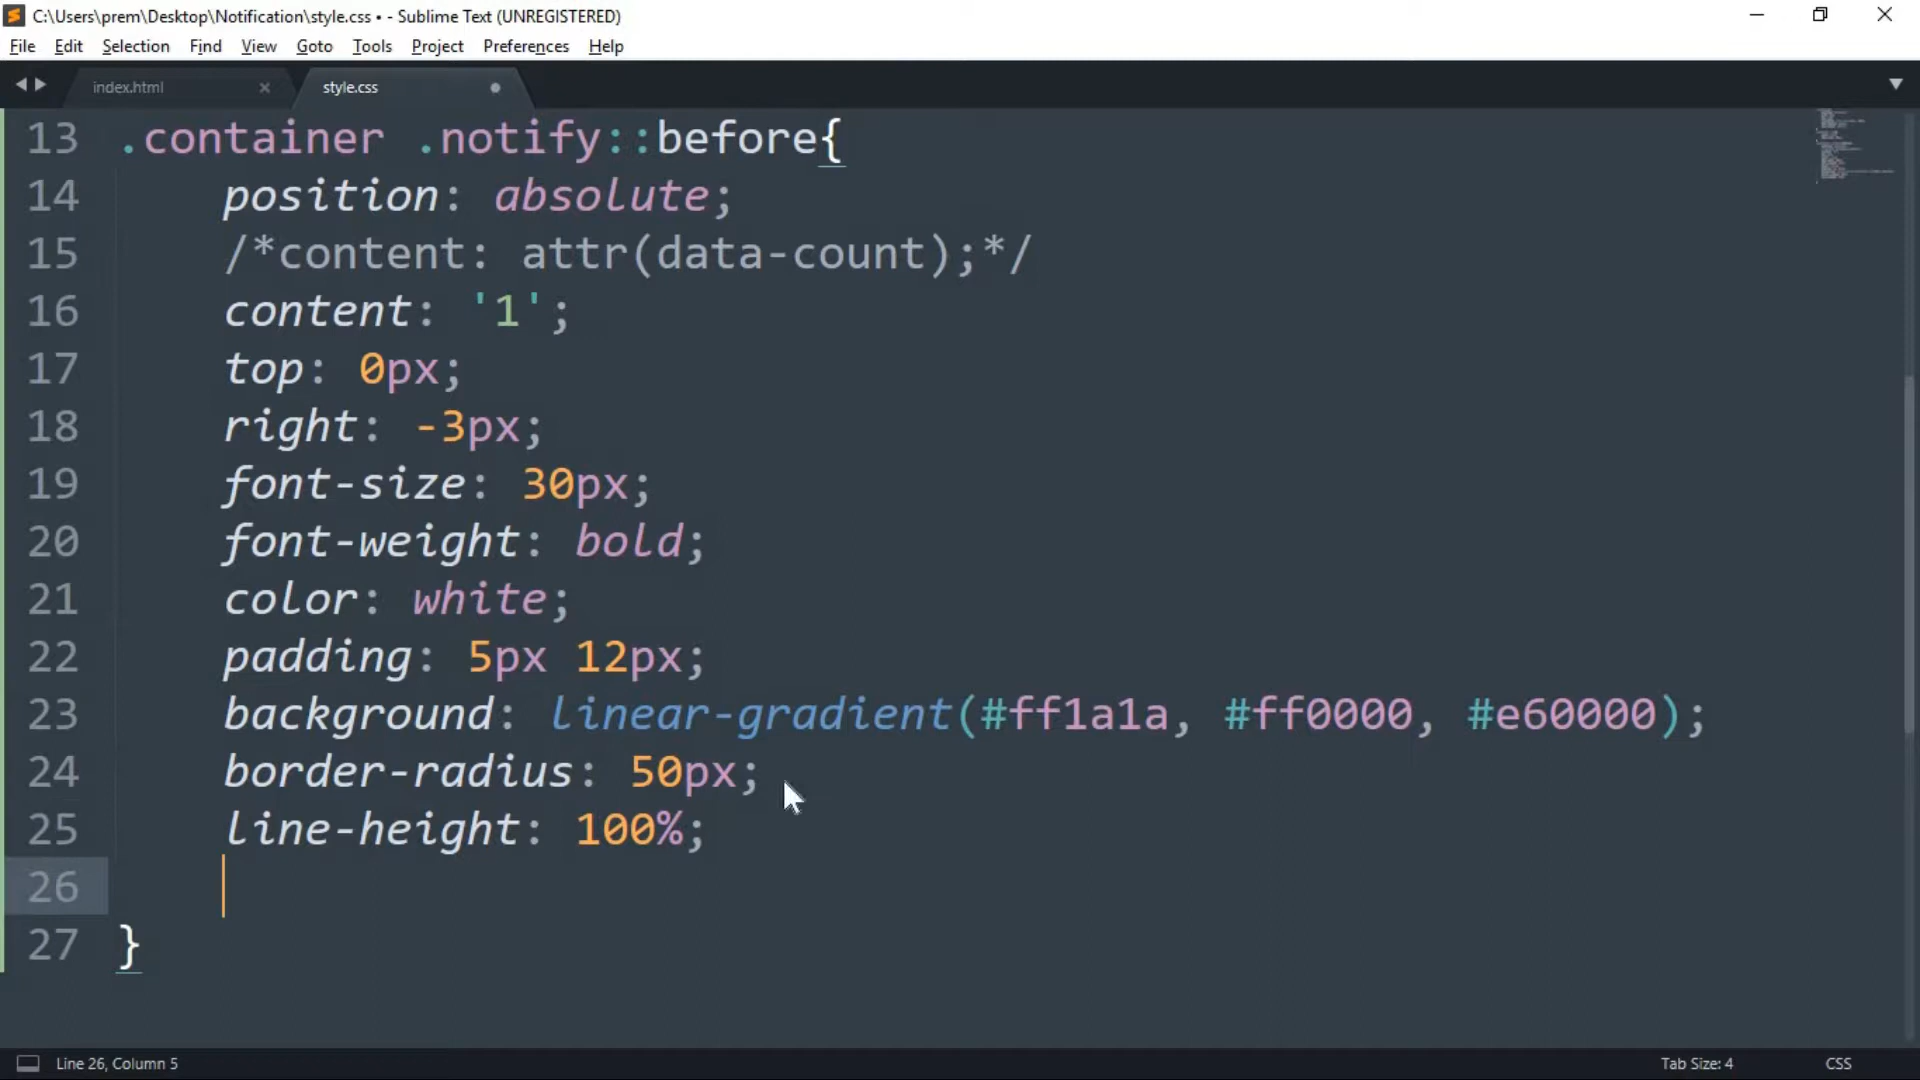 C:\Users\prem\Desktop\Notification\style.css • - Sublime Text (UNREGISTERED)
File Edit Selection Find View Goto Tools Project Preferences Help
index.html style.css
13 .container .notify::before{
14 position: absolute;
15 /*content: attr(data-count);*/
16 content: '1';
17 top: 0px;
18 right: -3px;
19 font-size: 30px;
20 font-weight: bold;
21 color: white;
22 padding: 5px 12px;
23 background: linear-gradient(#ff1a1a, #ff0000, #e60000);
24 border-radius: 50px;
25 line-height: 100%;
26
27 }
Line 26, Column 5 Tab Size: 4 CSS